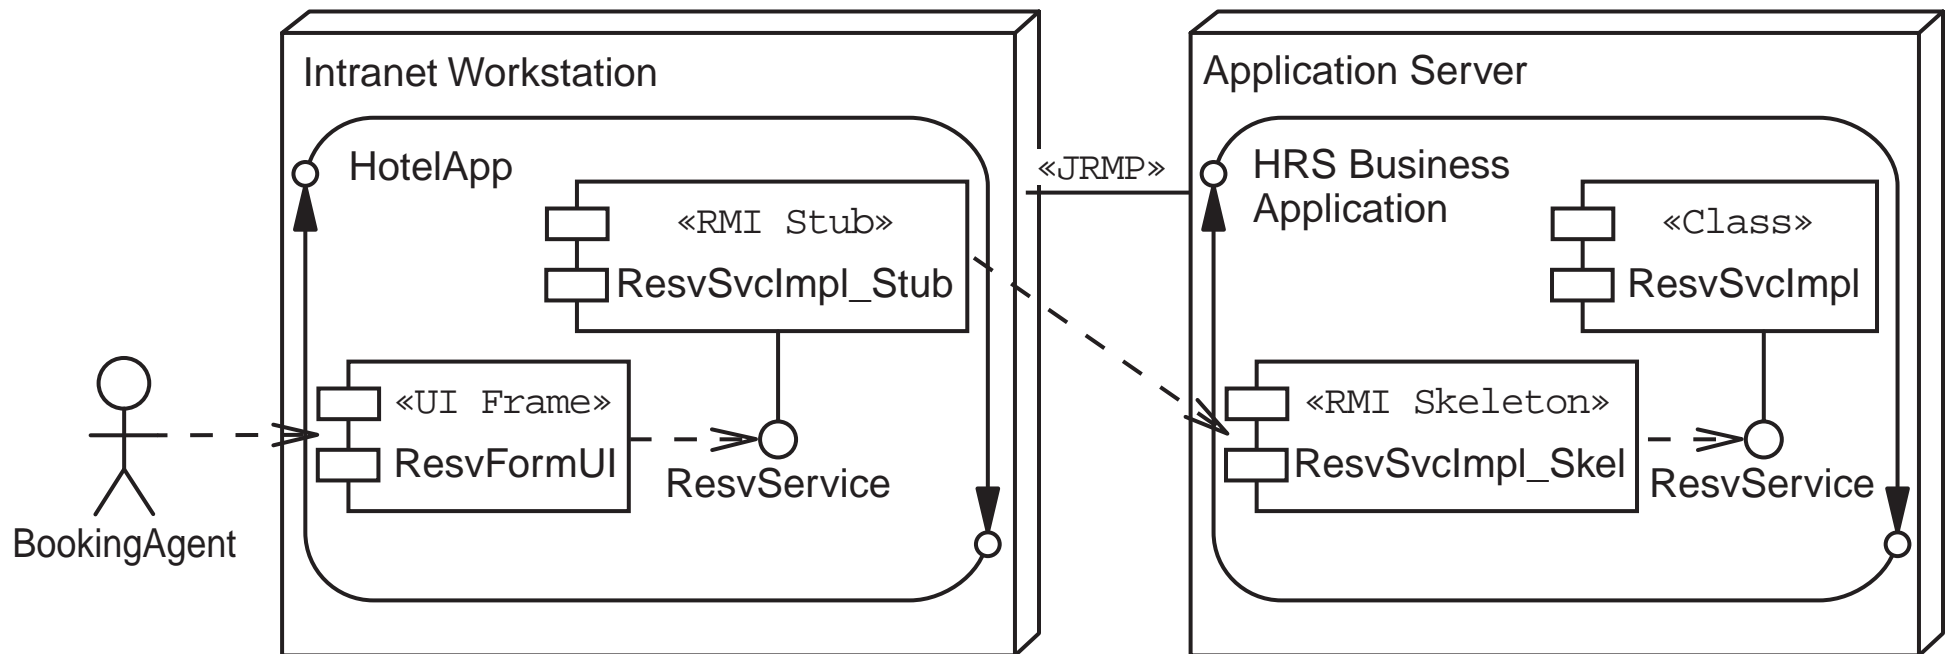 Intranet Workstation
HotelApp
«RMI Stub»
ResvSvcImpl_Stub
«UI Frame»
ResvFormUI
ResvService
BookingAgent
«JRMP»
Application Server
HRS Business
Application
«Class»
ResvSvcImpl
«RMI Skeleton»
ResvSvcImpl_Skel
ResvService